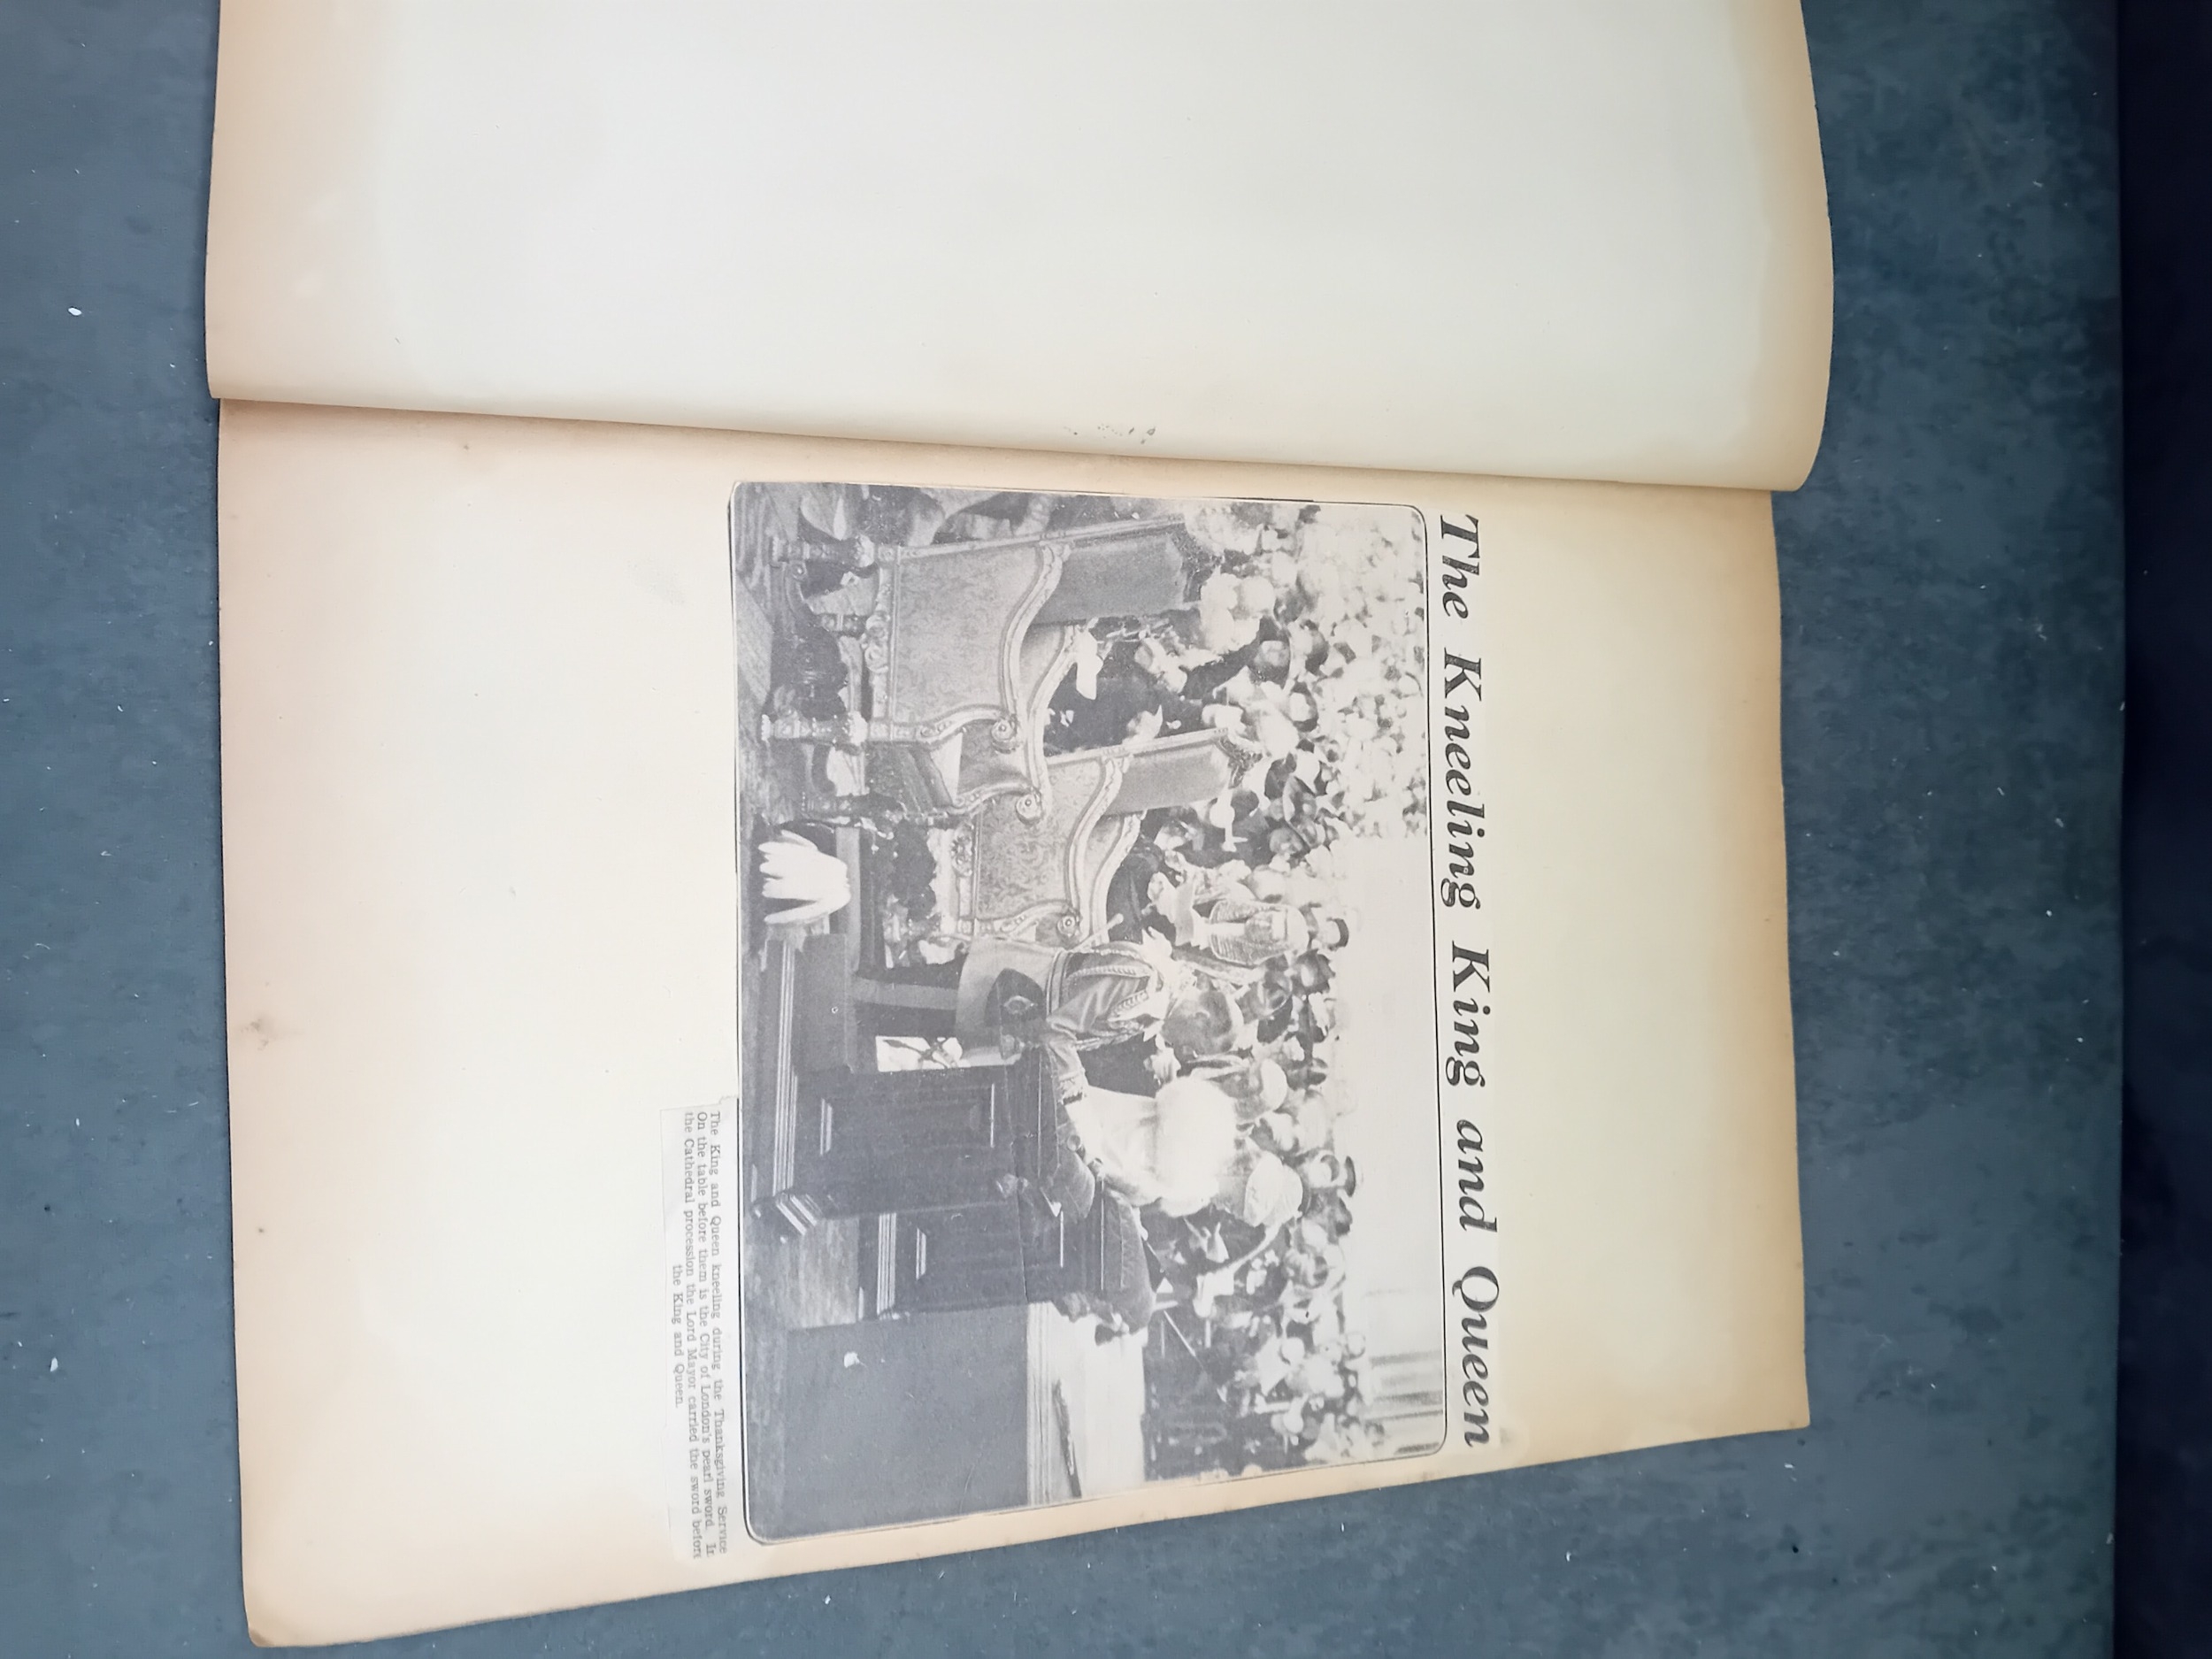 The Kneeling King and Queen
The King and Queen kneeling during the Thanksgiving Service
On the table before them is the City of London's pearl sword. Ir
the Cathedral procession the Lord Mayor carried the sword before
the King and Queen.